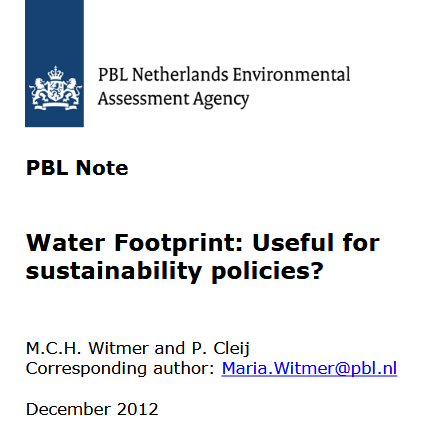 PBL Netherlands Environmental
Assessment Agency
PBL Note
Water Footprint: Useful for
sustainability policies?
M.C.H. Witmer and P. Cleij
Corresponding author: Maria.Witmer@pbl.nl
December 2012